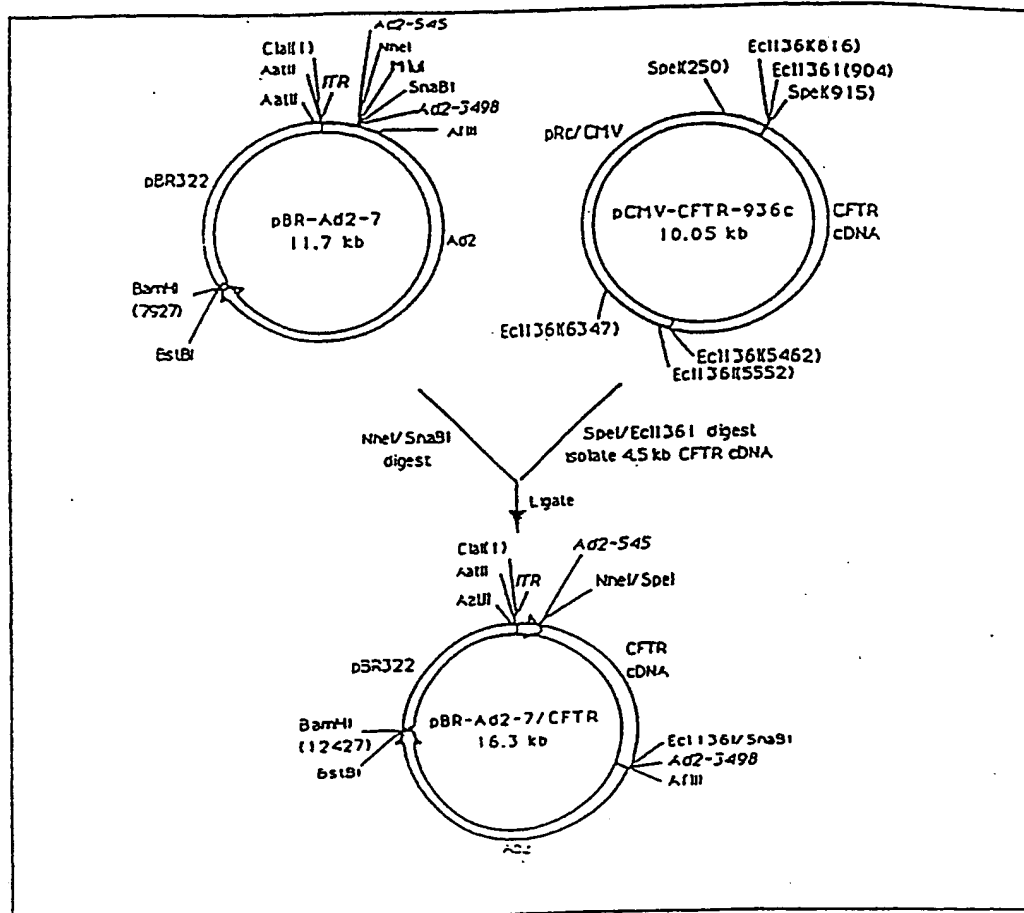 Ad2-545
NheI
MluI
SnaBI
Ad2-3498
AflII
ClaI(1)
AatII
ITR
AatII
pBR322
pBR-Ad2-7
11.7 kb
Ad2
BamHI
(7927)
BstBI
Ecl136I(816)
Ecl136I(904)
SpeI(915)
SpeI(250)
pRc/CMV
pCMV-CFTR-936c
10.05 kb
CFTR
cDNA
Ecl136I(6347)
Ecl136I(5462)
Ecl136I(5552)
NheI/SnaBI
digest
SpeI/Ecl136I digest
isolate 4.5 kb CFTR cDNA
Ligate
ClaI(1)
AatII
ITR
AatII
Ad2-545
NheI/SpeI
CFTR
cDNA
pBR322
pBR-Ad2-7/CFTR
16.3 kb
BamHI
(12427)
BstBI
Ecl136I/SnaBI
Ad2-3498
AflII